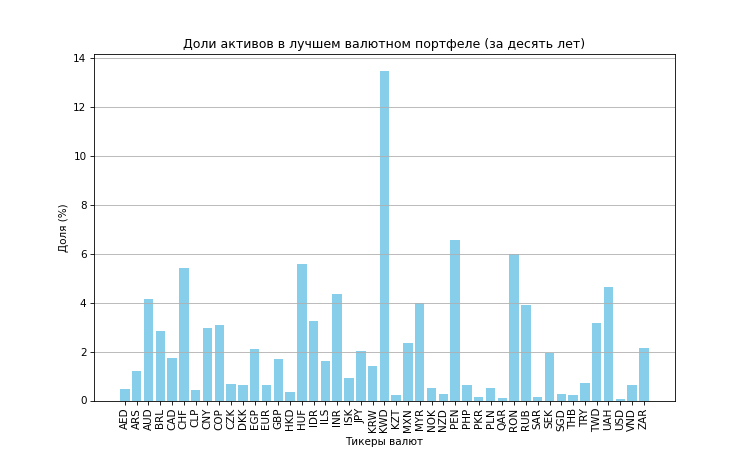 Доли активов в лучшем валютном портфеле (за десять лет)
Доля (%)
14
12
10
8
6
4
2
0
AED ARS AUD BRL CAD CHF CLP CNY COP CZK DKK EGP EUR GBP HKD HUF IDR ILS INR ISK JPY KRW KWD KZT MXN MYR NOK NZD PEN PHP PKR PLN QAR RON RUB SAR SEK SGD THB TRY TWD UAH USD VND ZAR
Тикеры валют